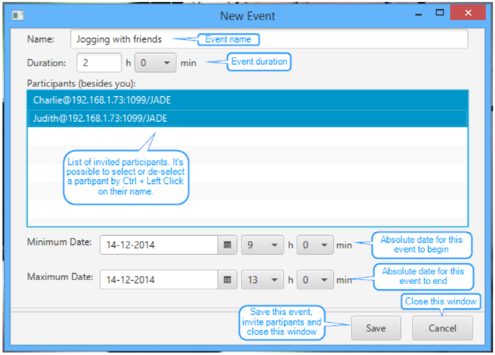 New Event
Name: Jogging with friends Event name
Duration: 2 h 0 min Event duration
Participants (besides you):
Charlie@192.168.1.73:1099/JADE
Judith@192.168.1.73:1099/JADE
List of invited participants. It's
possible to select or de-select
a partipant by Ctrl + Left Click
on their name.
Minimum Date: 14-12-2014 9 h 0 min
Absolute date for this
event to begin
Maximum Date: 14-12-2014 13 h 0 min
Absolute date for this
event to end
Close this window
Save this event,
invite partipants and
close this window
Save Cancel